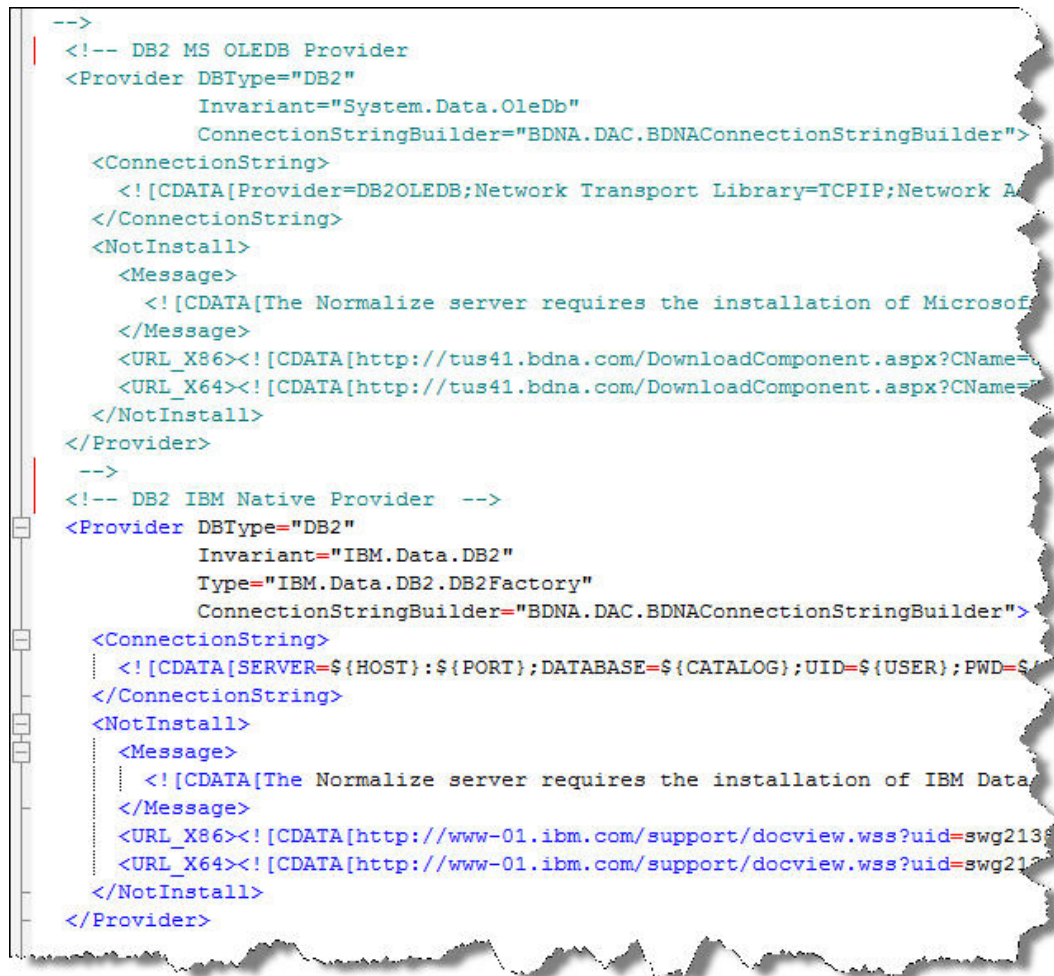 -->
<!-- DB2 MS OLEDB Provider
<Provider DBType="DB2"
Invariant="System.Data.OleDb"
ConnectionStringBuilder="BDNA.DAC.BDNAConnectionStringBuilder">
<ConnectionString>
<![CDATA[Provider=DB2OLEDB;Network Transport Library=TCPIP;Network A
</ConnectionString>
<NotInstall>
<Message>
<![CDATA[The Normalize server requires the installation of Microsof
</Message>
<URL_X86><![CDATA[http://tus41.bdna.com/DownloadComponent.aspx?CName=
<URL_X64><![CDATA[http://tus41.bdna.com/DownloadComponent.aspx?CName=
</NotInstall>
</Provider>
-->
<!-- DB2 IBM Native Provider  -->
<Provider DBType="DB2"
Invariant="IBM.Data.DB2"
Type="IBM.Data.DB2.DB2Factory"
ConnectionStringBuilder="BDNA.DAC.BDNAConnectionStringBuilder">
<ConnectionString>
<![CDATA[SERVER=${HOST}:${PORT};DATABASE=${CATALOG};UID=${USER};PWD=${
</ConnectionString>
<NotInstall>
<Message>
<![CDATA[The Normalize server requires the installation of IBM Data
</Message>
<URL_X86><![CDATA[http://www-01.ibm.com/support/docview.wss?uid=swg213
<URL_X64><![CDATA[http://www-01.ibm.com/support/docview.wss?uid=swg21
</NotInstall>
</Provider>